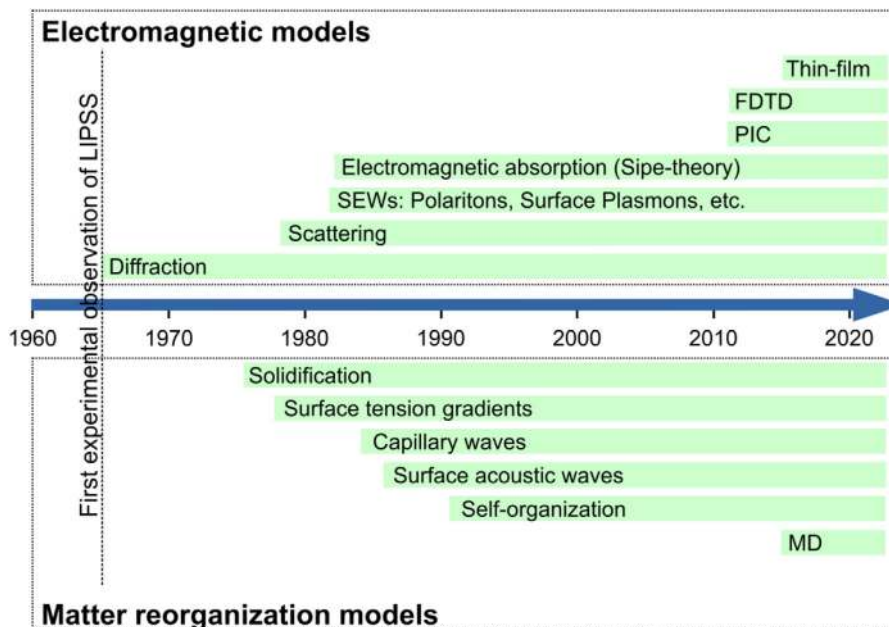 Electromagnetic models
Thin-film
FDTD
PIC
Electromagnetic absorption (Sipe-theory)
SEWs: Polaritons, Surface Plasmons, etc.
Scattering
Diffraction
First experimental observation of LIPSS
1960 1970 1980 1990 2000 2010 2020
Solidification
Surface tension gradients
Capillary waves
Surface acoustic waves
Self-organization
MD
Matter reorganization models